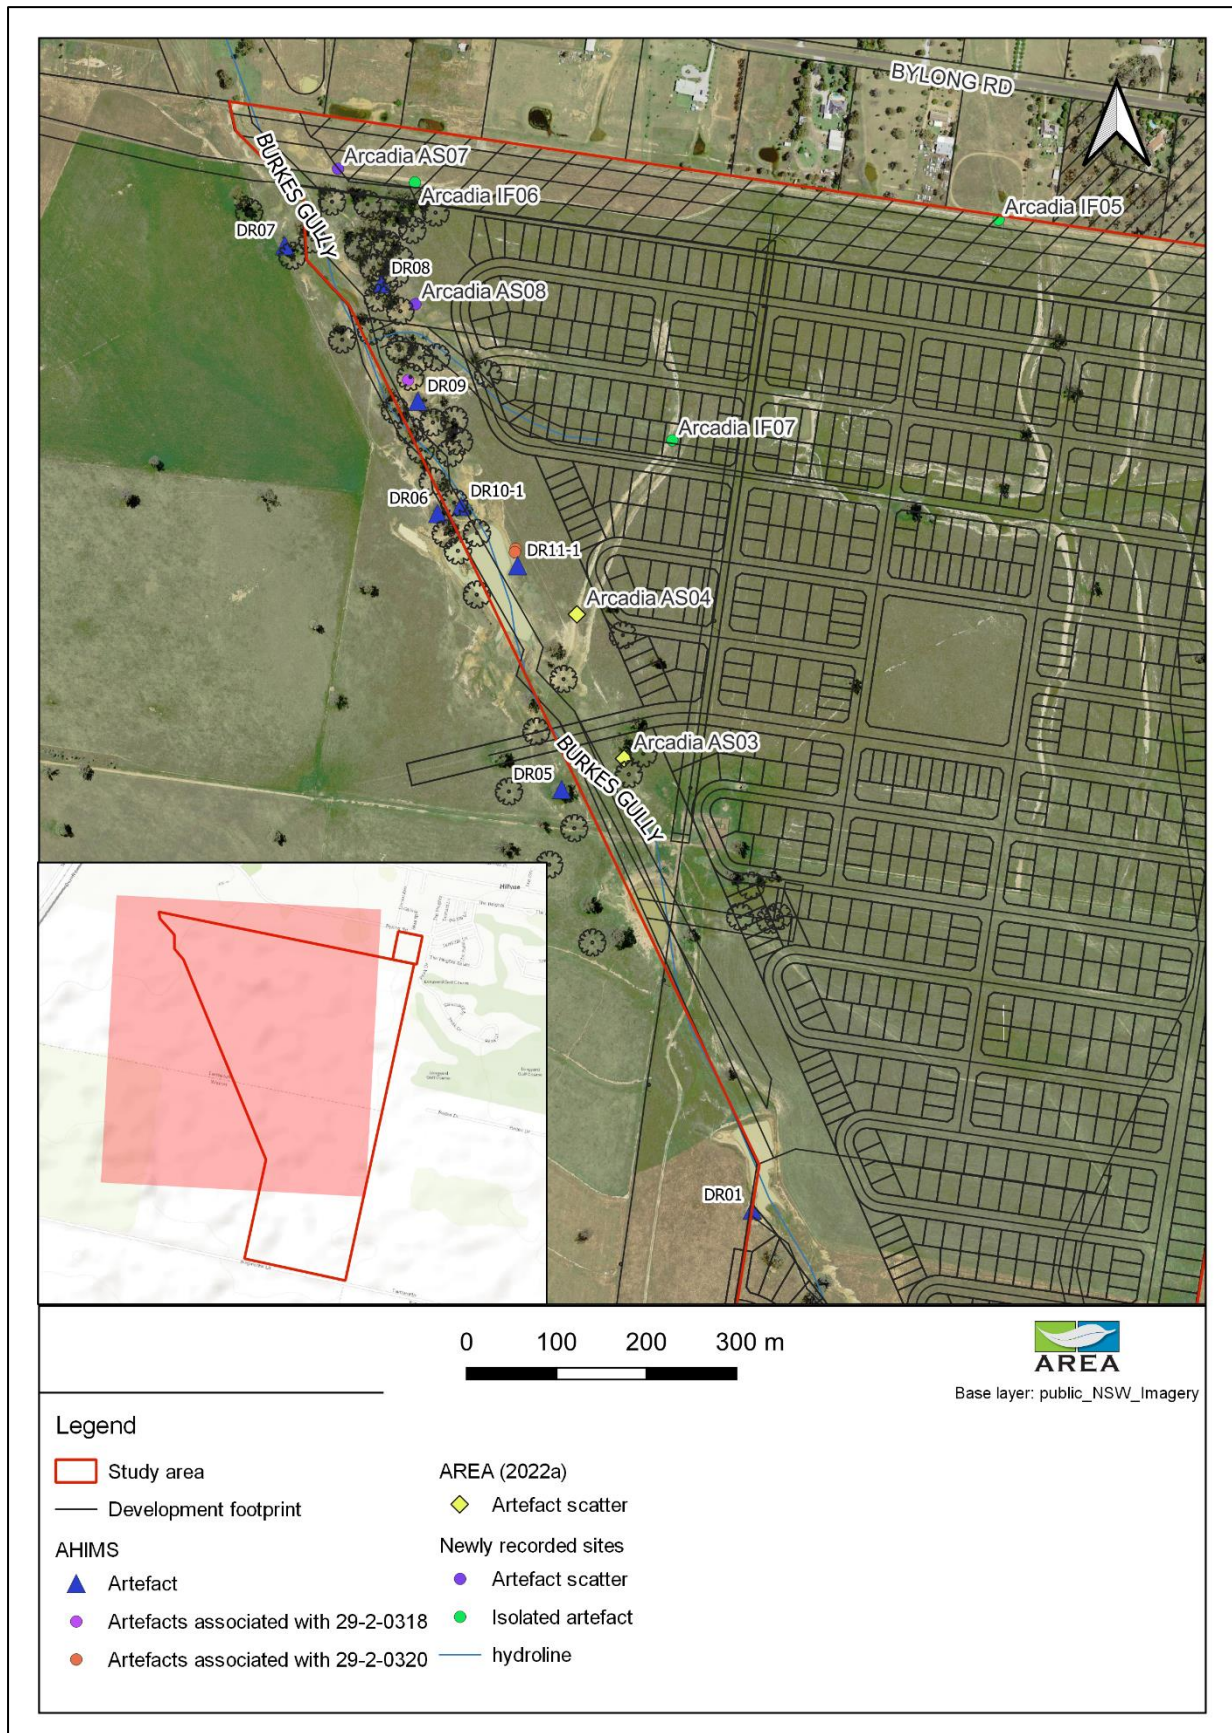 BYLONG RD
Arcadia AS07
BURKES GULLY
Arcadia IF06
Arcadia IF05
DR07
DR08
Arcadia AS08
DR09
Arcadia IF07
DR06
DR10-1
DR11-1
Arcadia AS04
Arcadia AS03
BURKES GULLY
DR05
DR01
Hillvue
0 100 200 300 m
AREA
Base layer: public_NSW_Imagery
Legend
Study area
Development footprint
AHIMS
Artefact
Artefacts associated with 29-2-0318
Artefacts associated with 29-2-0320
AREA (2022a)
Artefact scatter
Newly recorded sites
Artefact scatter
Isolated artefact
hydroline